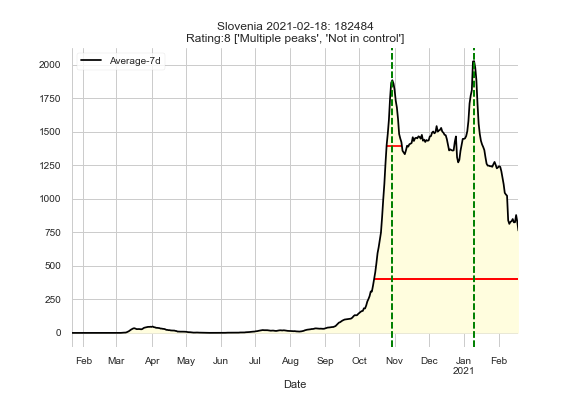 Slovenia 2021-02-18: 182484
Rating:8 ['Multiple peaks', 'Not in control']
Average-7d
2000
1750
1500
1250
1000
750
500
250
0
Feb Mar Apr May Jun Jul Aug Sep Oct Nov Dec Jan Feb
2021
Date